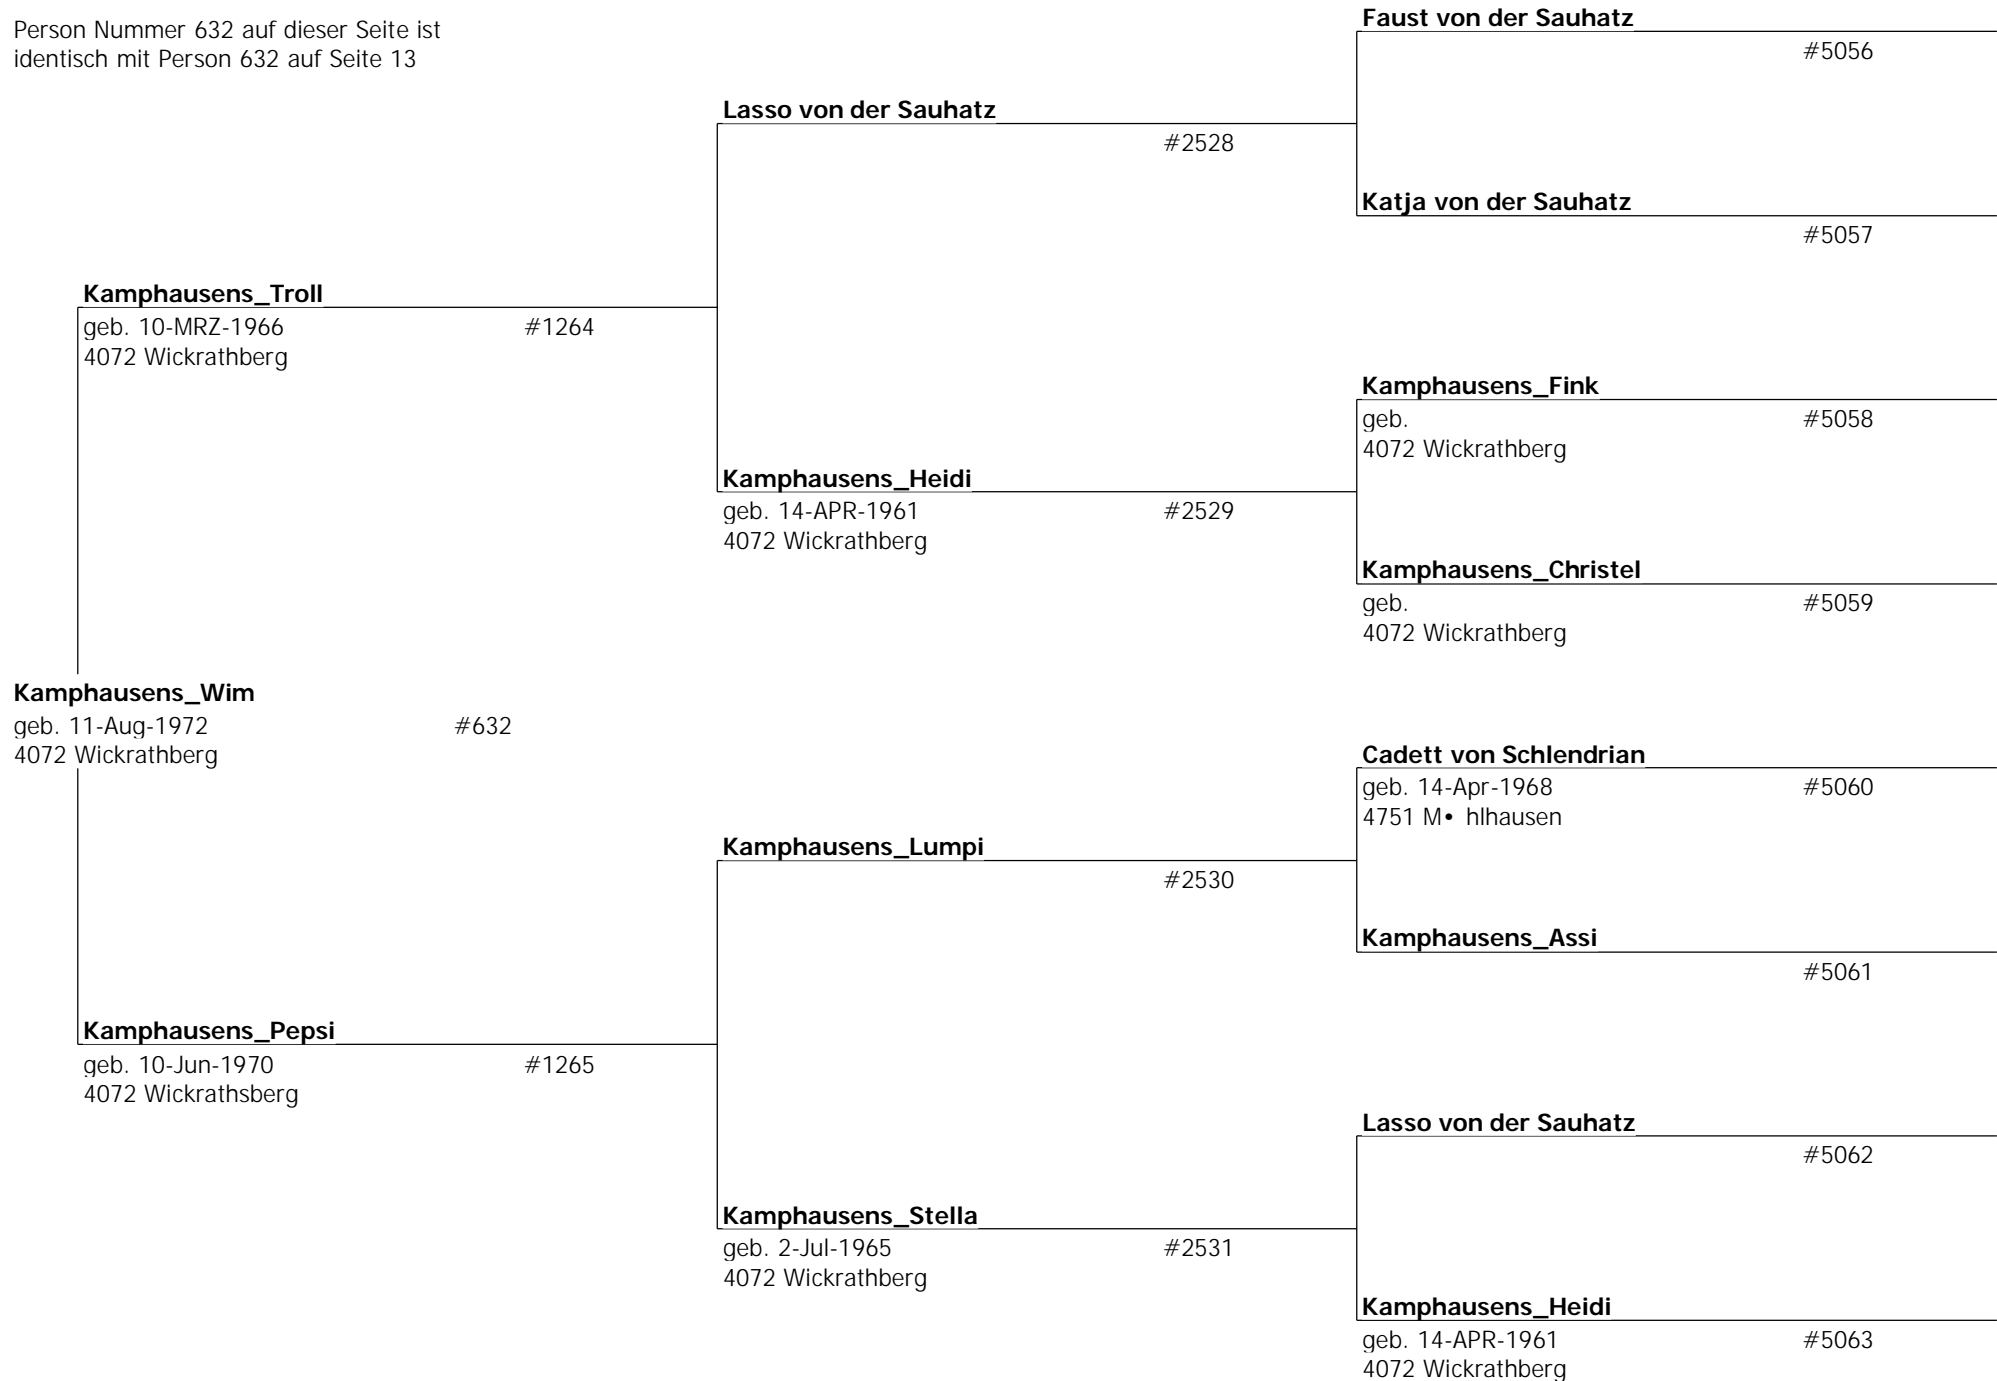 Person Nummer 632 auf dieser Seite ist
identisch mit Person 632 auf Seite 13
Faust von der Sauhatz
#5056
Lasso von der Sauhatz
#2528
Katja von der Sauhatz
#5057
Kamphausens_Troll
geb. 10-MRZ-1966 #1264
4072 Wickrathberg
Kamphausens_Fink
geb. #5058
4072 Wickrathberg
Kamphausens_Heidi
geb. 14-APR-1961 #2529
4072 Wickrathberg
Kamphausens_Christel
geb. #5059
4072 Wickrathberg
Kamphausens_Wim
geb. 11-Aug-1972 #632
4072 Wickrathberg
Cadett von Schlendrian
geb. 14-Apr-1968 #5060
4751 M• hlhausen
Kamphausens_Lumpi
#2530
Kamphausens_Assi
#5061
Kamphausens_Pepsi
geb. 10-Jun-1970 #1265
4072 Wickrathsberg
Lasso von der Sauhatz
#5062
Kamphausens_Stella
geb. 2-Jul-1965 #2531
4072 Wickrathberg
Kamphausens_Heidi
geb. 14-APR-1961 #5063
4072 Wickrathberg